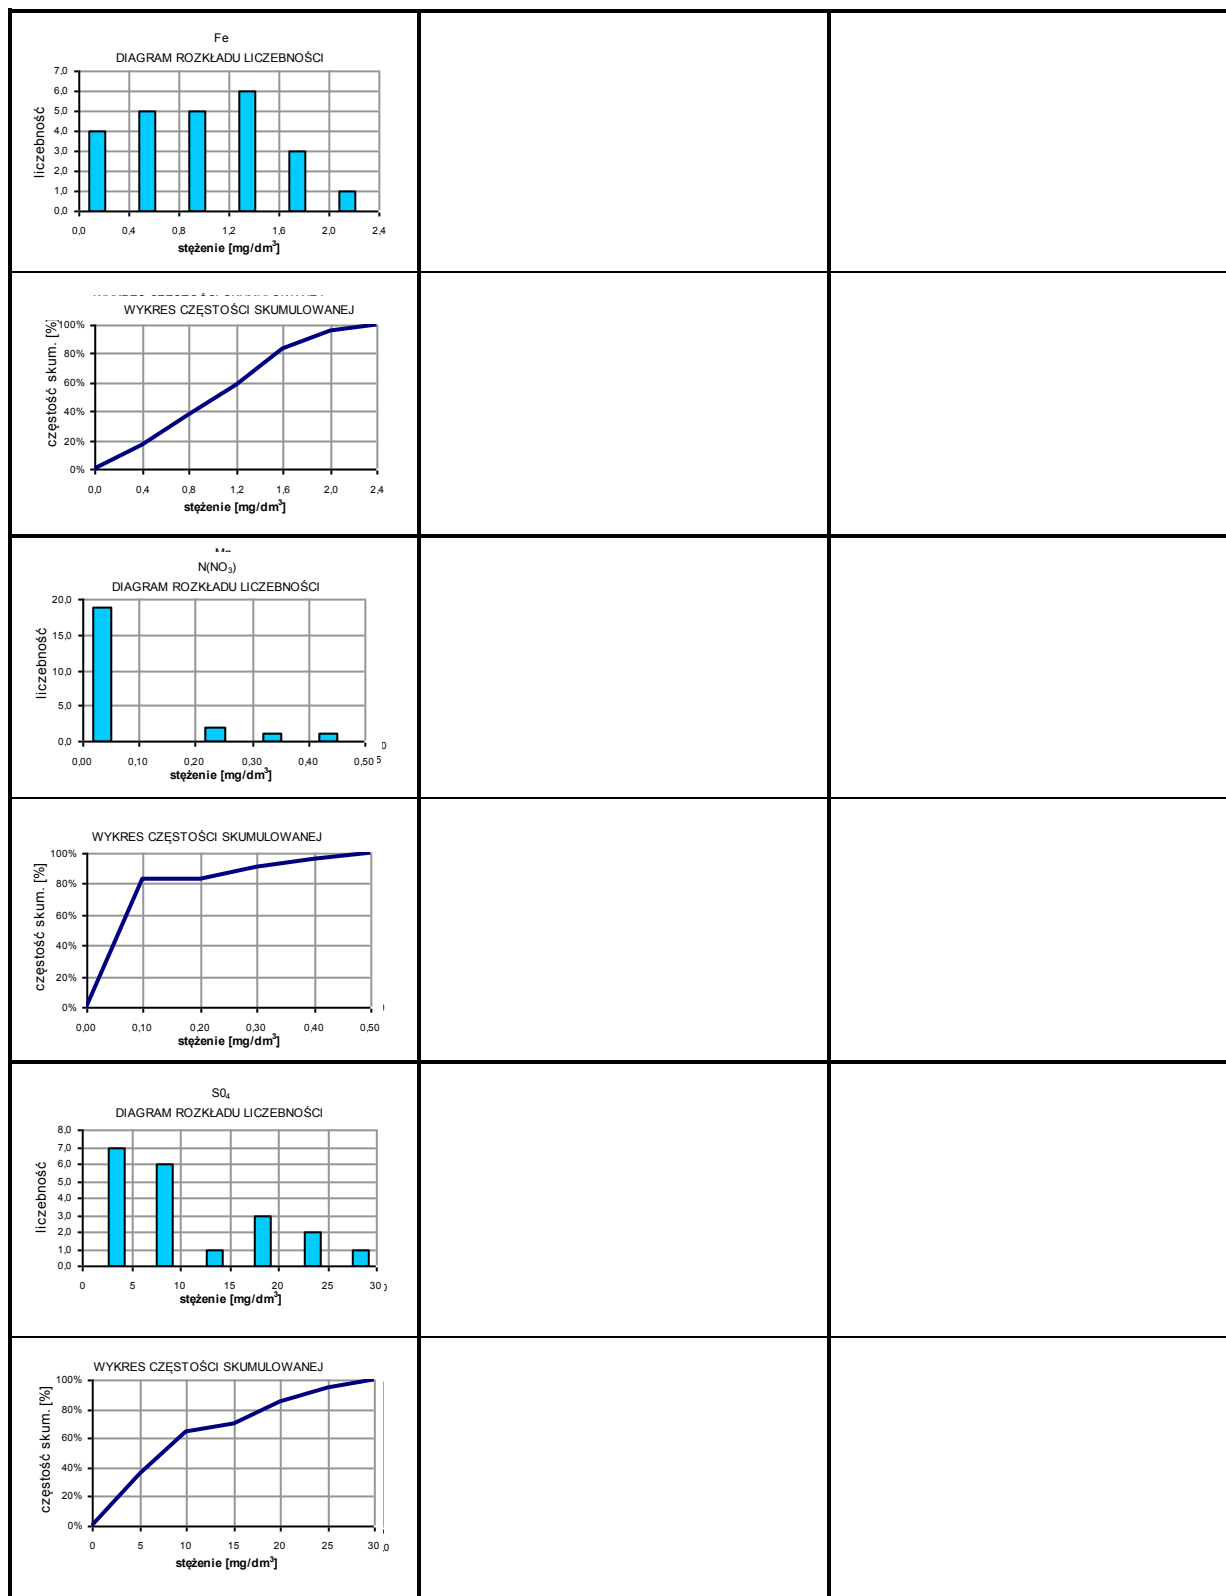 Fe
DIAGRAM ROZKŁADU LICZEBNOŚCI
liczebność
7,0
6,0
5,0
4,0
3,0
2,0
1,0
0,0
0,0 0,4 0,8 1,2 1,6 2,0 2,4
stężenie [mg/dm³]
WYKRES CZĘSTOŚCI SKUMULOWANEJ
częstość skum. [%]
100%
80%
60%
40%
20%
0%
0,0 0,4 0,8 1,2 1,6 2,0 2,4
stężenie [mg/dm³]
N(NO₃)
DIAGRAM ROZKŁADU LICZEBNOŚCI
liczebność
20,0
15,0
10,0
5,0
0,0
0,00 0,10 0,20 0,30 0,40 0,50
stężenie [mg/dm³]
WYKRES CZĘSTOŚCI SKUMULOWANEJ
częstość skum. [%]
100%
80%
60%
40%
20%
0%
0,00 0,10 0,20 0,30 0,40 0,50
stężenie [mg/dm³]
S0₄
DIAGRAM ROZKŁADU LICZEBNOŚCI
liczebność
8,0
7,0
6,0
5,0
4,0
3,0
2,0
1,0
0,0
0 5 10 15 20 25 30
stężenie [mg/dm³]
WYKRES CZĘSTOŚCI SKUMULOWANEJ
częstość skum. [%]
100%
80%
60%
40%
20%
0%
0 5 10 15 20 25 30
stężenie [mg/dm³]